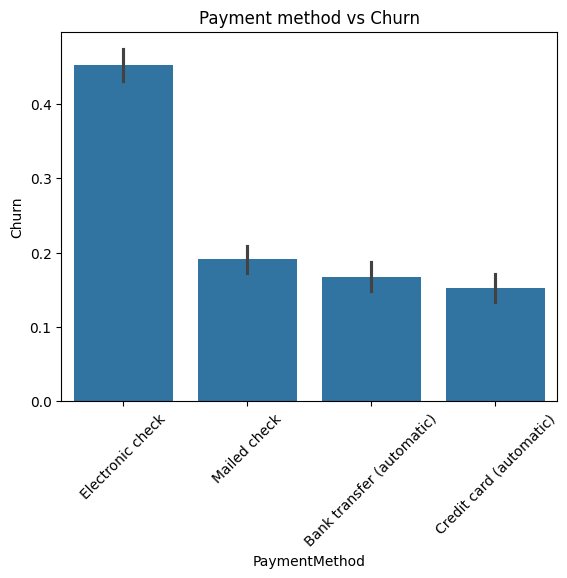 Payment method vs Churn
Churn
0.4
0.3
0.2
0.1
0.0
Electronic check
Mailed check
Bank transfer (automatic)
Credit card (automatic)
PaymentMethod